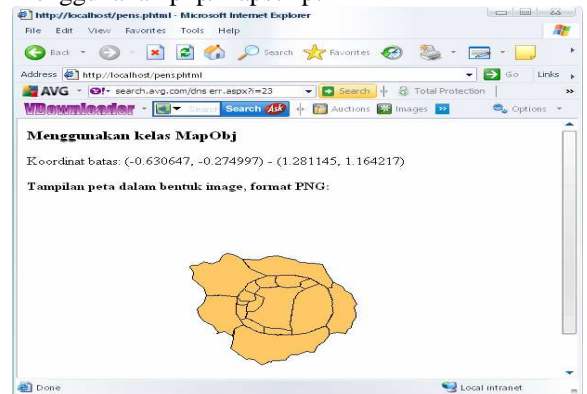 http://localhost/pens.phtml - Microsoft Internet Explorer
File Edit View Favorites Tools Help
Back Search Favorites
Address http://localhost/pens.phtml Go Links
AVG search.avg.com/dns err.aspx?i=23 Search Total Protection
VDownloader Search Search Ask Auctions Images Options
Menggunakan kelas MapObj
Koordinat batas: (-0.630647, -0.274997) - (1.281145, 1.164217)
Tampilan peta dalam bentuk image, format PNG:
Done Local intranet